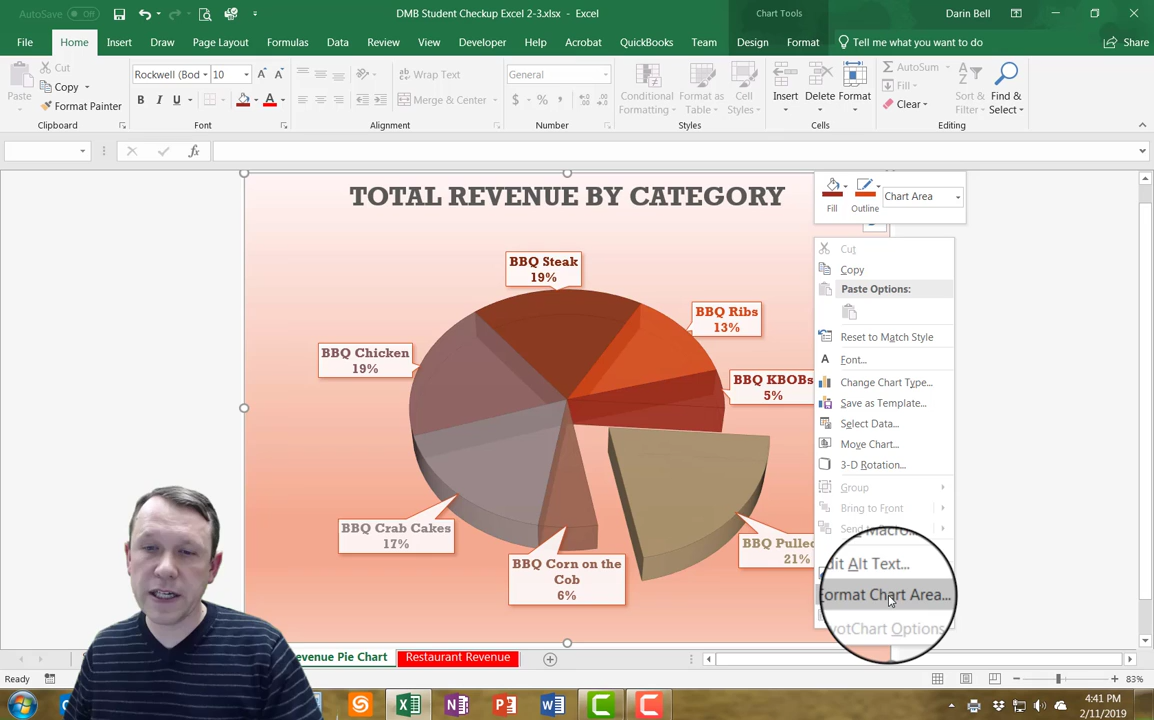 AutoSave Off
DMB Student Checkup Excel 2-3.xlsx - Excel
Chart Tools
Darin Bell
File Home Insert Draw Page Layout Formulas Data Review View Developer Help Acrobat QuickBooks Team Design Format Tell me what you want to do Share
Paste
Cut
Copy
Format Painter
Clipboard
Rockwell (Bod 10
B I U
Font
Wrap Text
Merge & Center
Alignment
General
$ % ,
Number
Conditional Formatting
Format as Table
Cell Styles
Styles
Insert Delete Format
Cells
AutoSum
Fill
Clear
Sort & Filter
Find & Select
Editing
fx
TOTAL REVENUE BY CATEGORY
BBQ Steak
19%
BBQ Ribs
13%
BBQ KBOBs
5%
BBQ Chicken
19%
BBQ Crab Cakes
17%
BBQ Corn on the
Cob
6%
BBQ Pulled
21%
Fill
Outline
Chart Area
Cut
Copy
Paste Options:
Reset to Match Style
A Font...
Change Chart Type...
Save as Template...
Select Data...
Move Chart...
3-D Rotation...
Group
Bring to Front
Send
Macro...
dit Alt Text...
ormat Chart Area...
votChart Options
evenue Pie Chart
Restaurant Revenue
Ready
83%
4:41 PM
2/11/2019